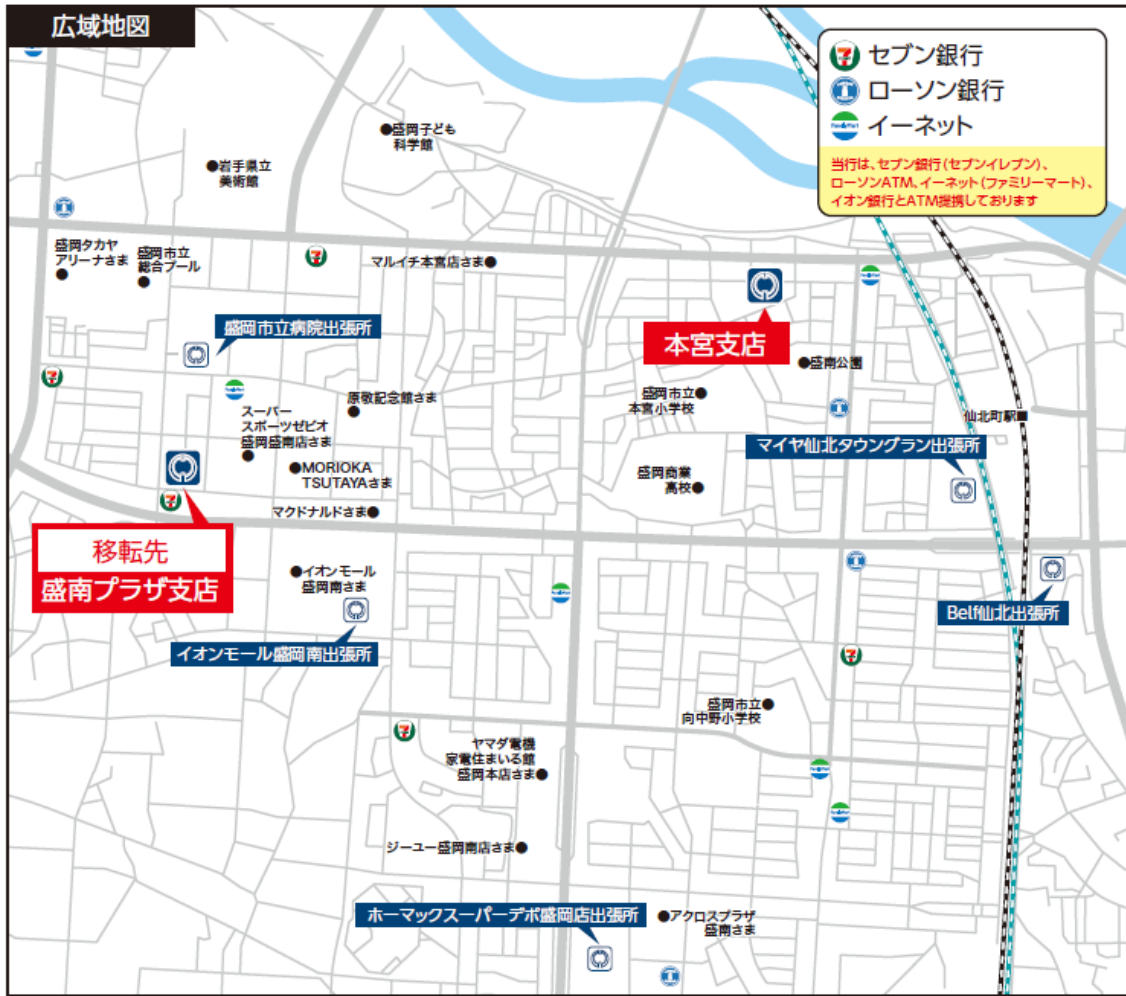 広域地図
セブン銀行
ローソン銀行
イーネット
当行は、セブン銀行(セブンイレブン)、
ローソンATM、イーネット(ファミリーマート)、
イオン銀行とATM提携しております
●盛岡子ども
科学館
●岩手県立
美術館
盛岡タカヤ
アリーナさま
●
盛岡市立
総合プール
●
マルイチ本宮店さま●
盛岡市立病院出張所
本宮支店
●盛南公園
盛岡市立●
本宮小学校
原敬記念館さま
●
スーパー
スポーツゼビオ
盛岡盛南店さま
●
仙北町駅■
マイヤ仙北タウングラン出張所
●MORIOKA
TSUTAYAさま
盛岡商業
高校●
マクドナルドさま●
移転先
盛南プラザ支店
●イオンモール
盛岡南さま
イオンモール盛岡南出張所
Belf仙北出張所
盛岡市立●
向中野小学校
ヤマダ電機
家電住まいる館
盛岡本店さま●
ジーユー盛岡南店さま●
ホーマックスーパーデポ盛岡店出張所
●アクロスプラザ
盛南さま